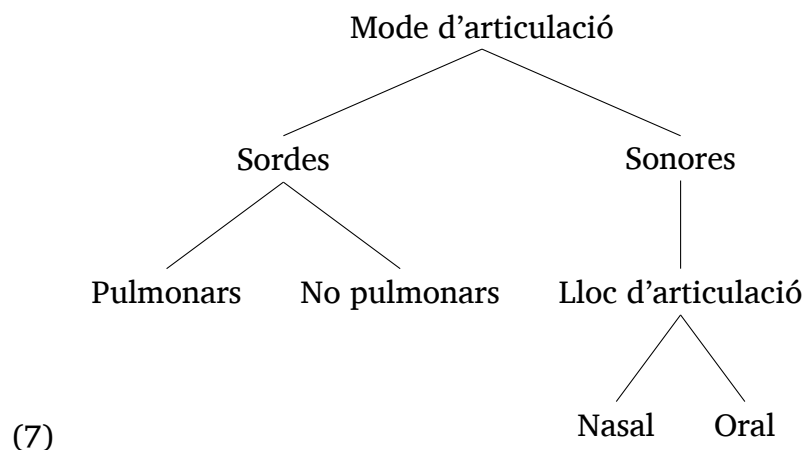 Mode d’articulació
Sordes Sonores
Pulmonars No pulmonars Lloc d’articulació
Nasal Oral
(7)